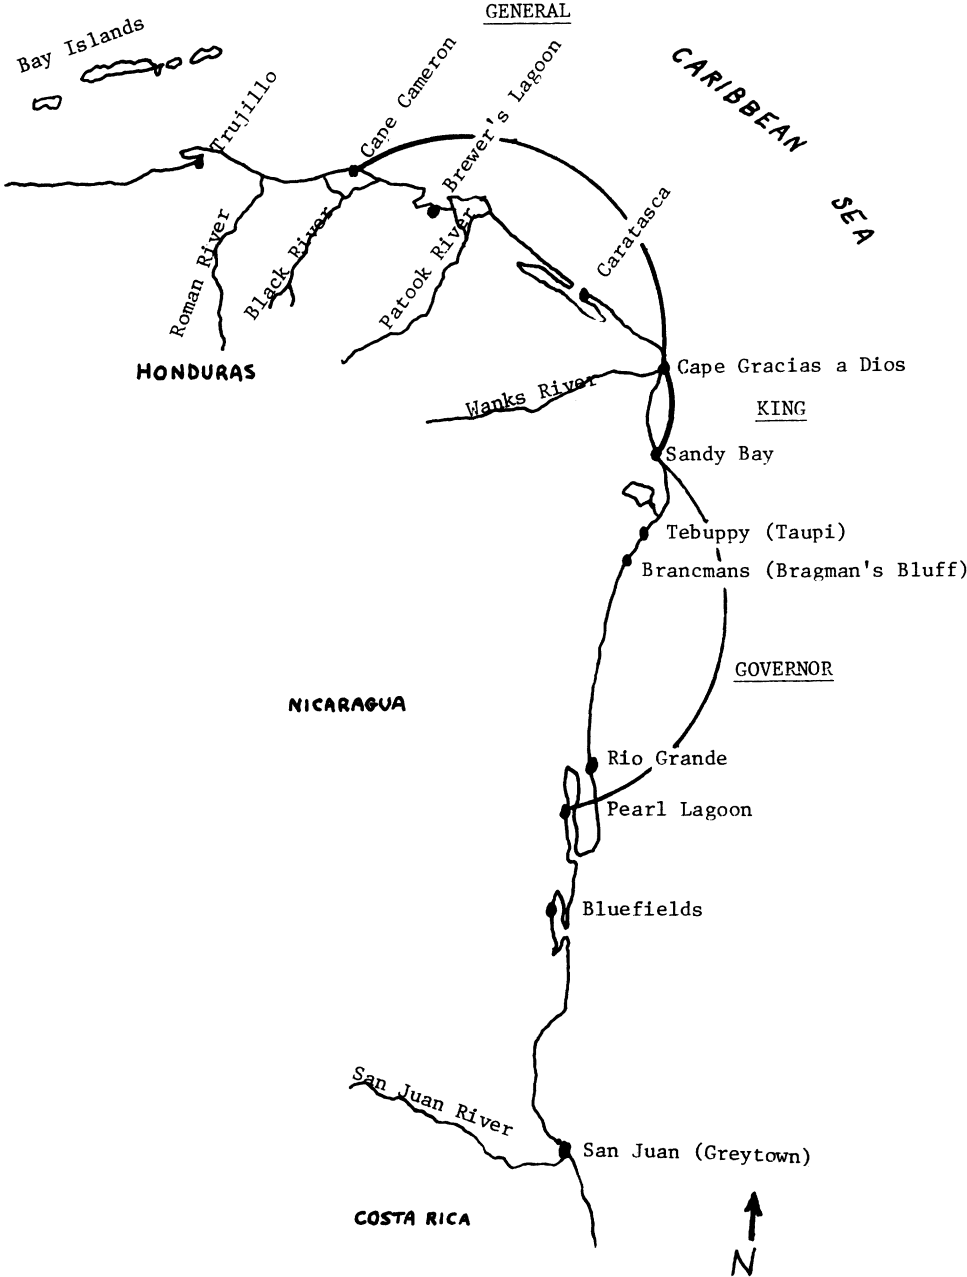 GENERAL
Bay Islands
CARIBBEAN
SEA
Trujillo
Cape Cameron
Brewer's Lagoon
Caratasca
Roman River
Black River
Patook River
HONDURAS
Cape Gracias a Dios
Wanks River
KING
Sandy Bay
Tebuppy (Taupi)
Brancmans (Bragman's Bluff)
GOVERNOR
NICARAGUA
Rio Grande
Pearl Lagoon
Bluefields
San Juan River
San Juan (Greytown)
COSTA RICA
N